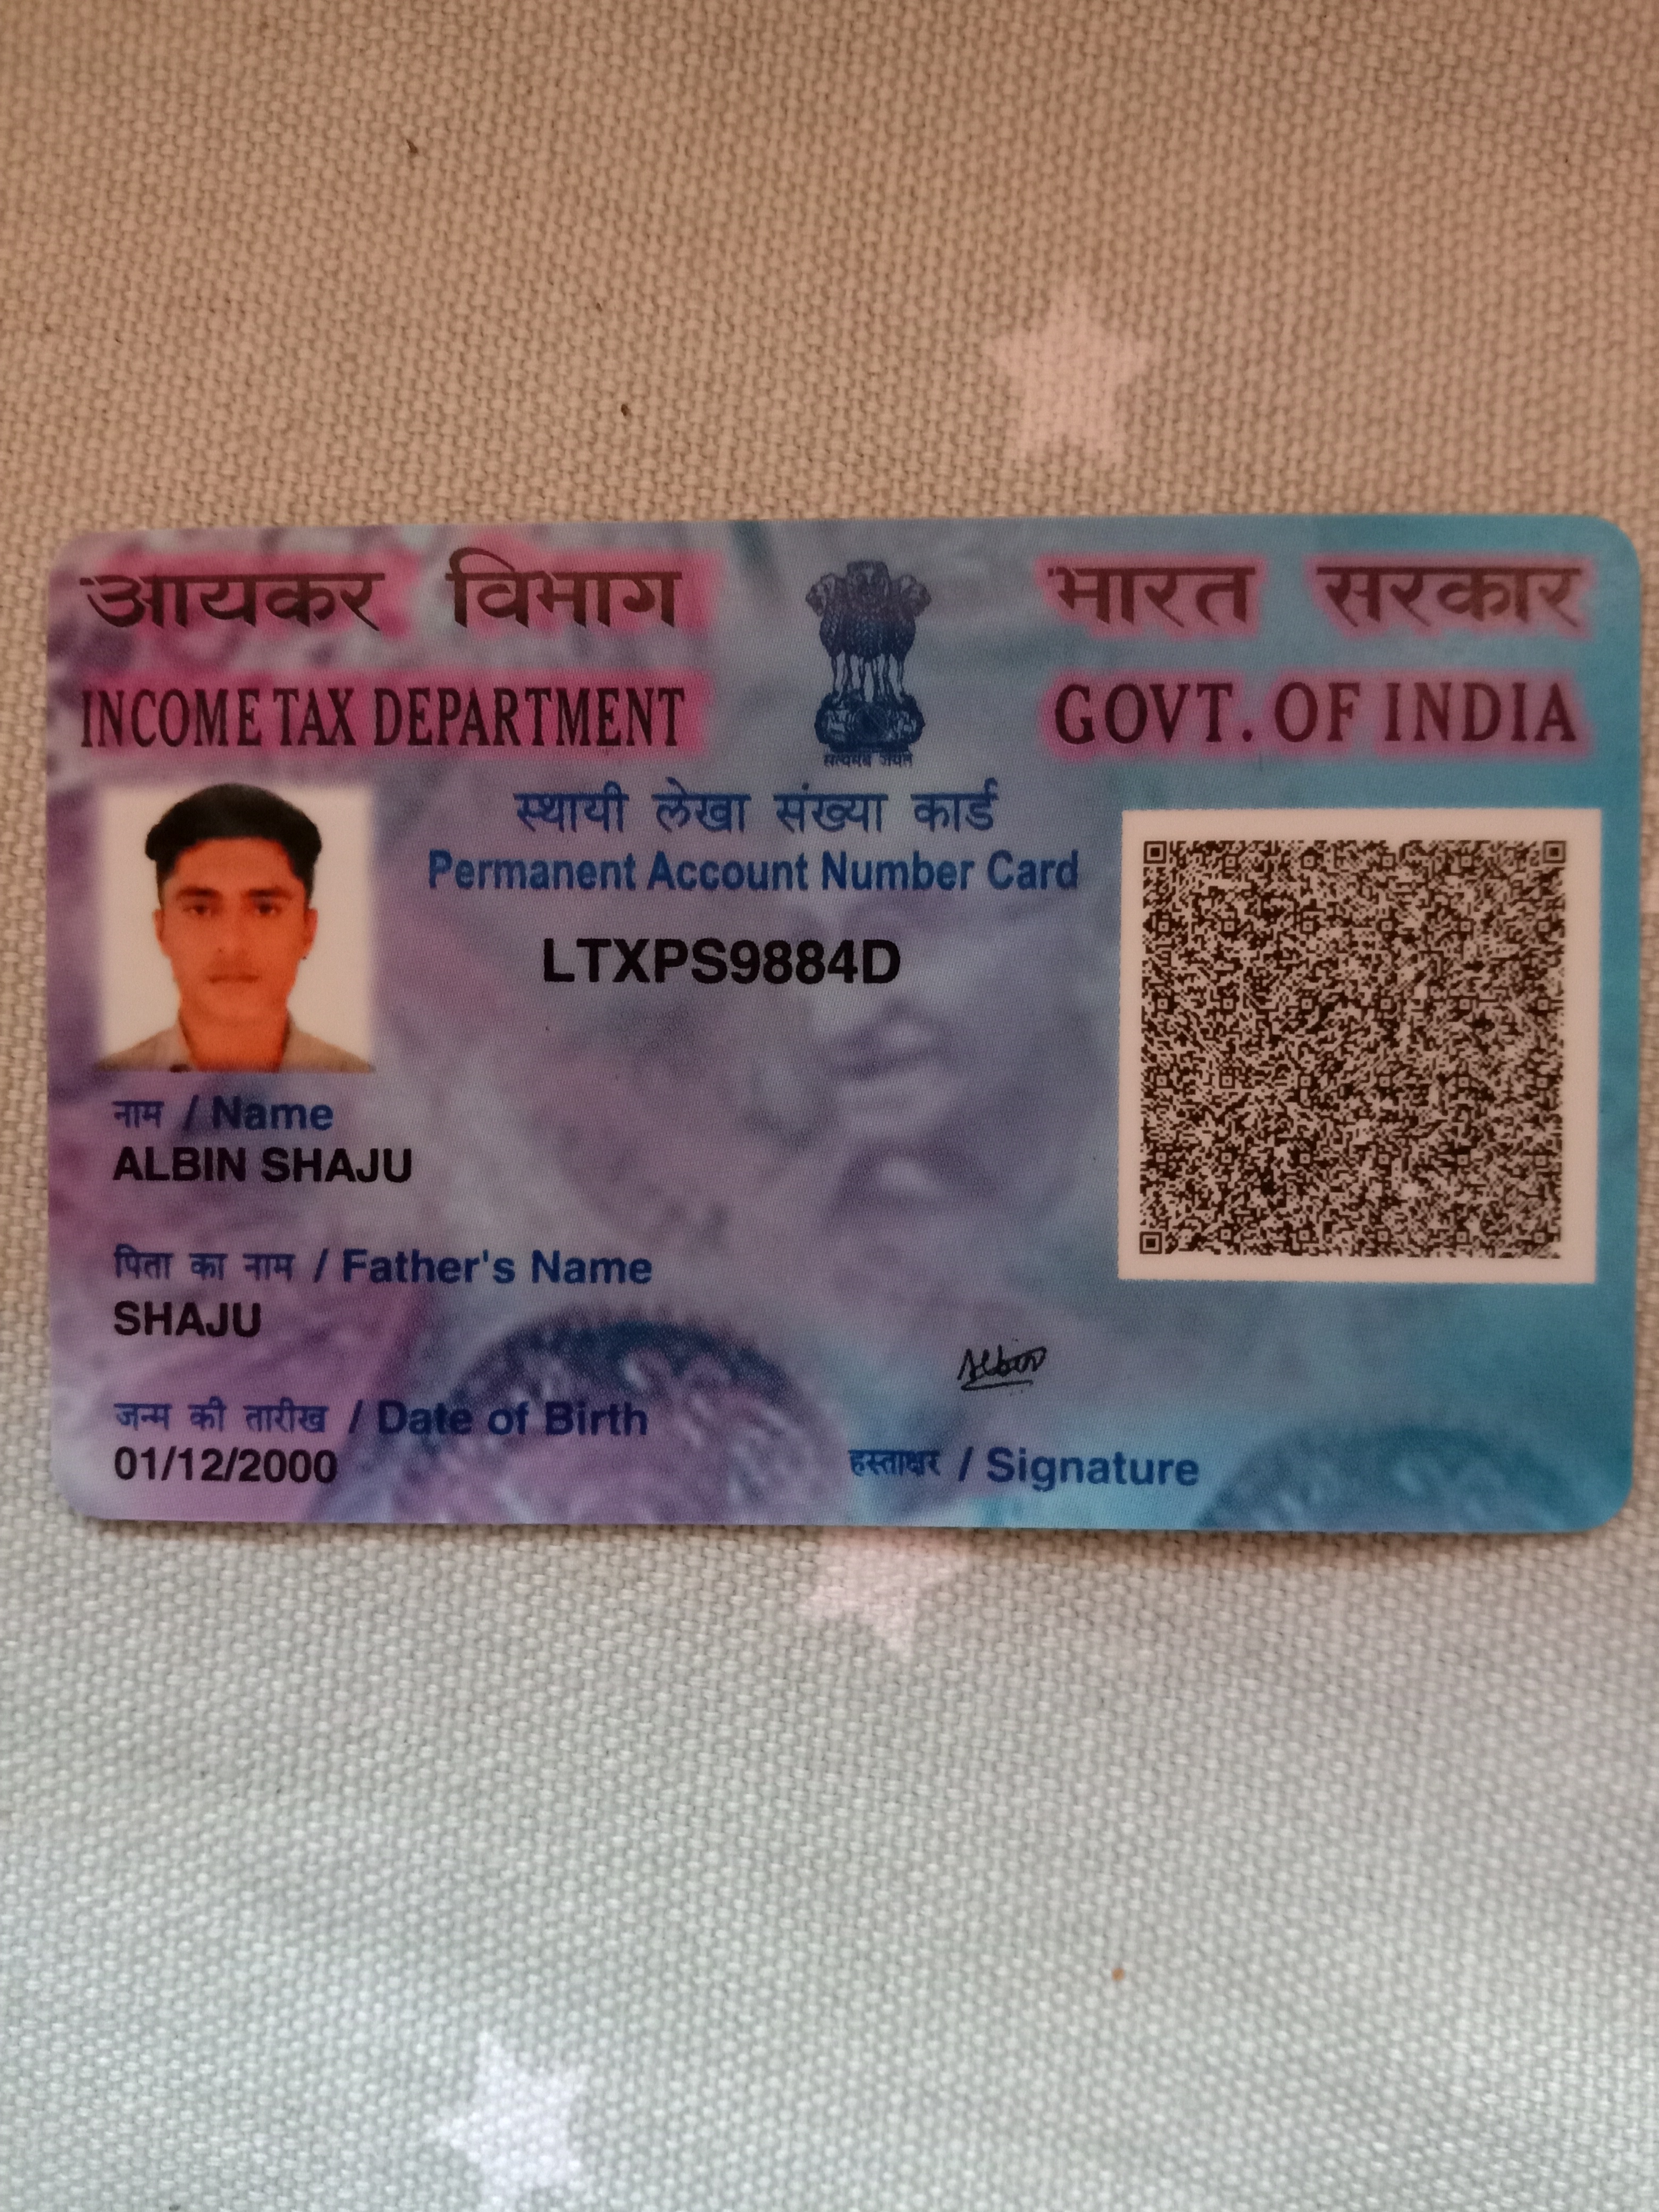 आयकर विभाग
INCOME TAX DEPARTMENT
भारत सरकार
GOVT. OF INDIA
सत्यमेव जयते
स्थायी लेखा संख्या कार्ड
Permanent Account Number Card
LTXPS9884D
नाम / Name
ALBIN SHAJU
पिता का नाम / Father's Name
SHAJU
जन्म की तारीख / Date of Birth
01/12/2000
Albin
हस्ताक्षर / Signature